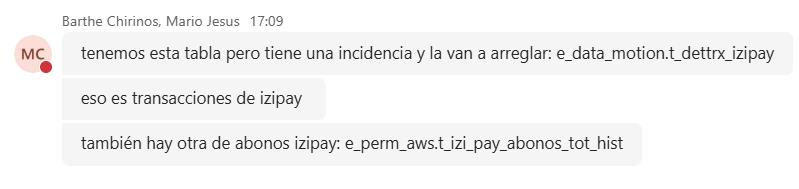 Barthe Chirinos, Mario Jesus 17:09
MC
tenemos esta tabla pero tiene una incidencia y la van a arreglar: e_data_motion.t_dettrx_izipay
eso es transacciones de izipay
también hay otra de abonos izipay: e_perm_aws.t_izi_pay_abonos_tot_hist